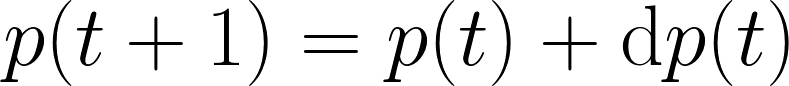 p(t + 1) = p(t) + dp(t)